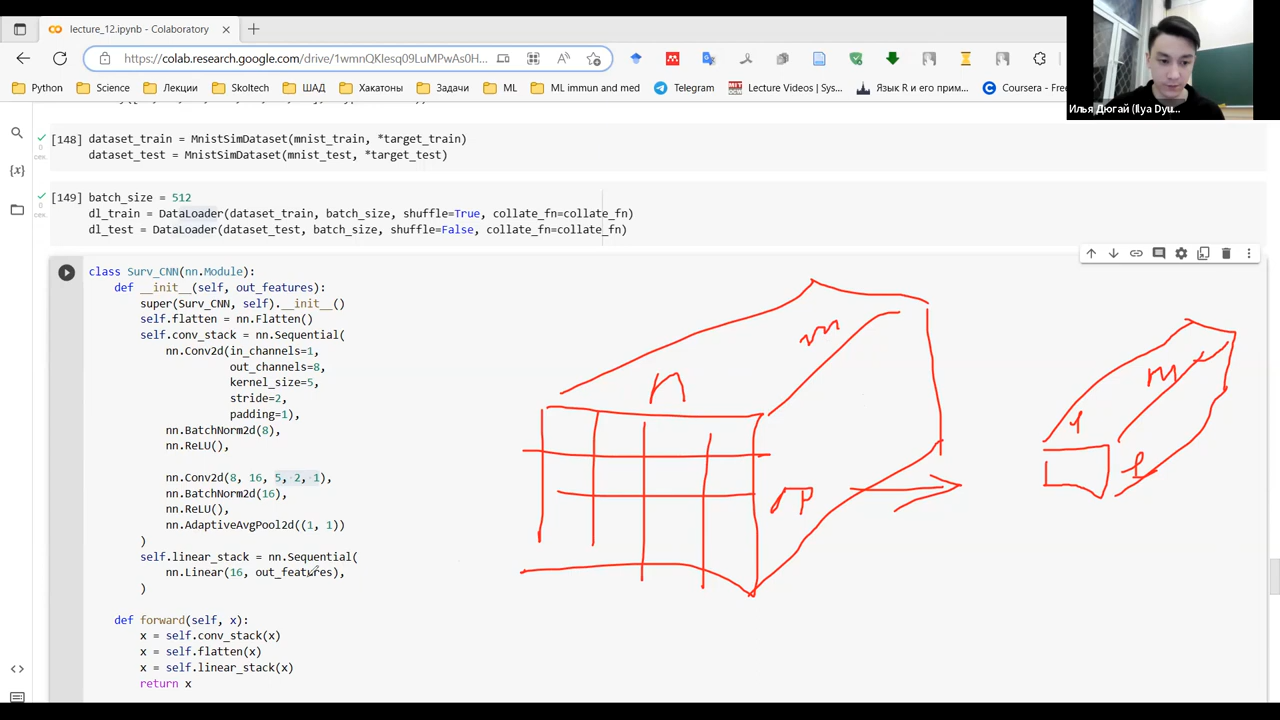 lecture_12.ipynb - Colaboratory
https://colab.research.google.com/drive/1wmnQKIesq09LuMPwAs0H...
Python
Science
Лекции
Skoltech
ШАД
Хакатоны
Задачи
ML
ML immun and med
Telegram
Lecture Videos | Sy...
Язык R и его прим...
Coursera - Free
Илья Дюгай (Ilya Dyu...
[148] dataset_train = MnistSimDataset(mnist_train, *target_train)
0 сек. dataset_test = MnistSimDataset(mnist_test, *target_test)
[149] batch_size = 512
0 сек. dl_train = DataLoader(dataset_train, batch_size, shuffle=True, collate_fn=collate_fn)
dl_test = DataLoader(dataset_test, batch_size, shuffle=False, collate_fn=collate_fn)
class Surv_CNN(nn.Module):
def __init__(self, out_features):
super(Surv_CNN, self).__init__()
self.flatten = nn.Flatten()
self.conv_stack = nn.Sequential(
nn.Conv2d(in_channels=1,
out_channels=8,
kernel_size=5,
stride=2,
padding=1),
nn.BatchNorm2d(8),
nn.ReLU(),
nn.Conv2d(8, 16, 5, 2, 1),
nn.BatchNorm2d(16),
nn.ReLU(),
nn.AdaptiveAvgPool2d((1, 1))
)
self.linear_stack = nn.Sequential(
nn.Linear(16, out_features),
)
def forward(self, x):
x = self.conv_stack(x)
x = self.flatten(x)
x = self.linear_stack(x)
return x
n
m
m
1
1